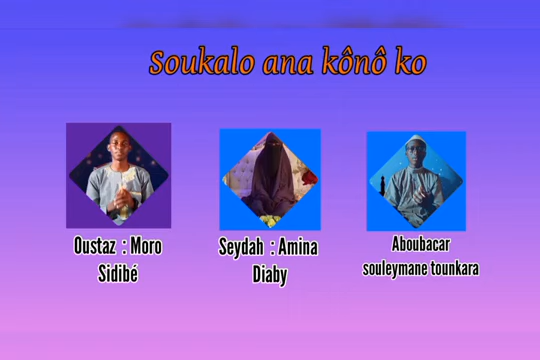 Soukalo ana kônô ko
Oustaz : Moro
Sidibé
Seydah : Amina
Diaby
Aboubacar
souleymane tounkara